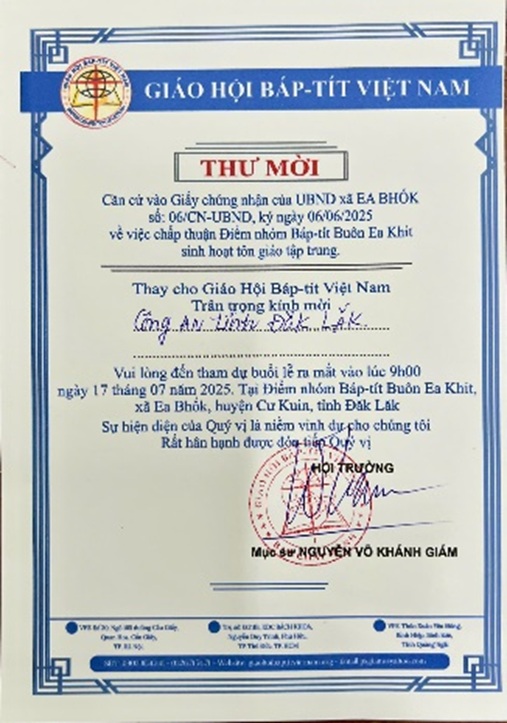 GIÁO HỘI BÁP-TÍT VIỆT NAM
THƯ MỜI
Căn cứ vào Giấy chứng nhận của UBND xã EA BHỐK
số: 06/CN-UBND, ký ngày 06/06/2025
về việc chấp thuận Điểm nhóm Báp-tít Buôn Ea Khit
sinh hoạt tôn giáo tập trung.
Thay cho Giáo Hội Báp-tít Việt Nam
Trân trọng kính mời
Công an tỉnh Đăk Lăk
Vui lòng đến tham dự buổi lễ ra mắt vào lúc 9h00
ngày 17 tháng 07 năm 2025. Tại Điểm nhóm Báp-tít Buôn Ea Khit,
xã Ea Bhốk, huyện Cư Kuin, tỉnh Đăk Lăk
Sự hiện diện của Quý vị là niềm vinh dự cho chúng tôi
Rất hân hạnh được đón tiếp Quý vị
HỘI TRƯỞNG
Mục sư NGUYỄN VÕ KHÁNH GIÁM